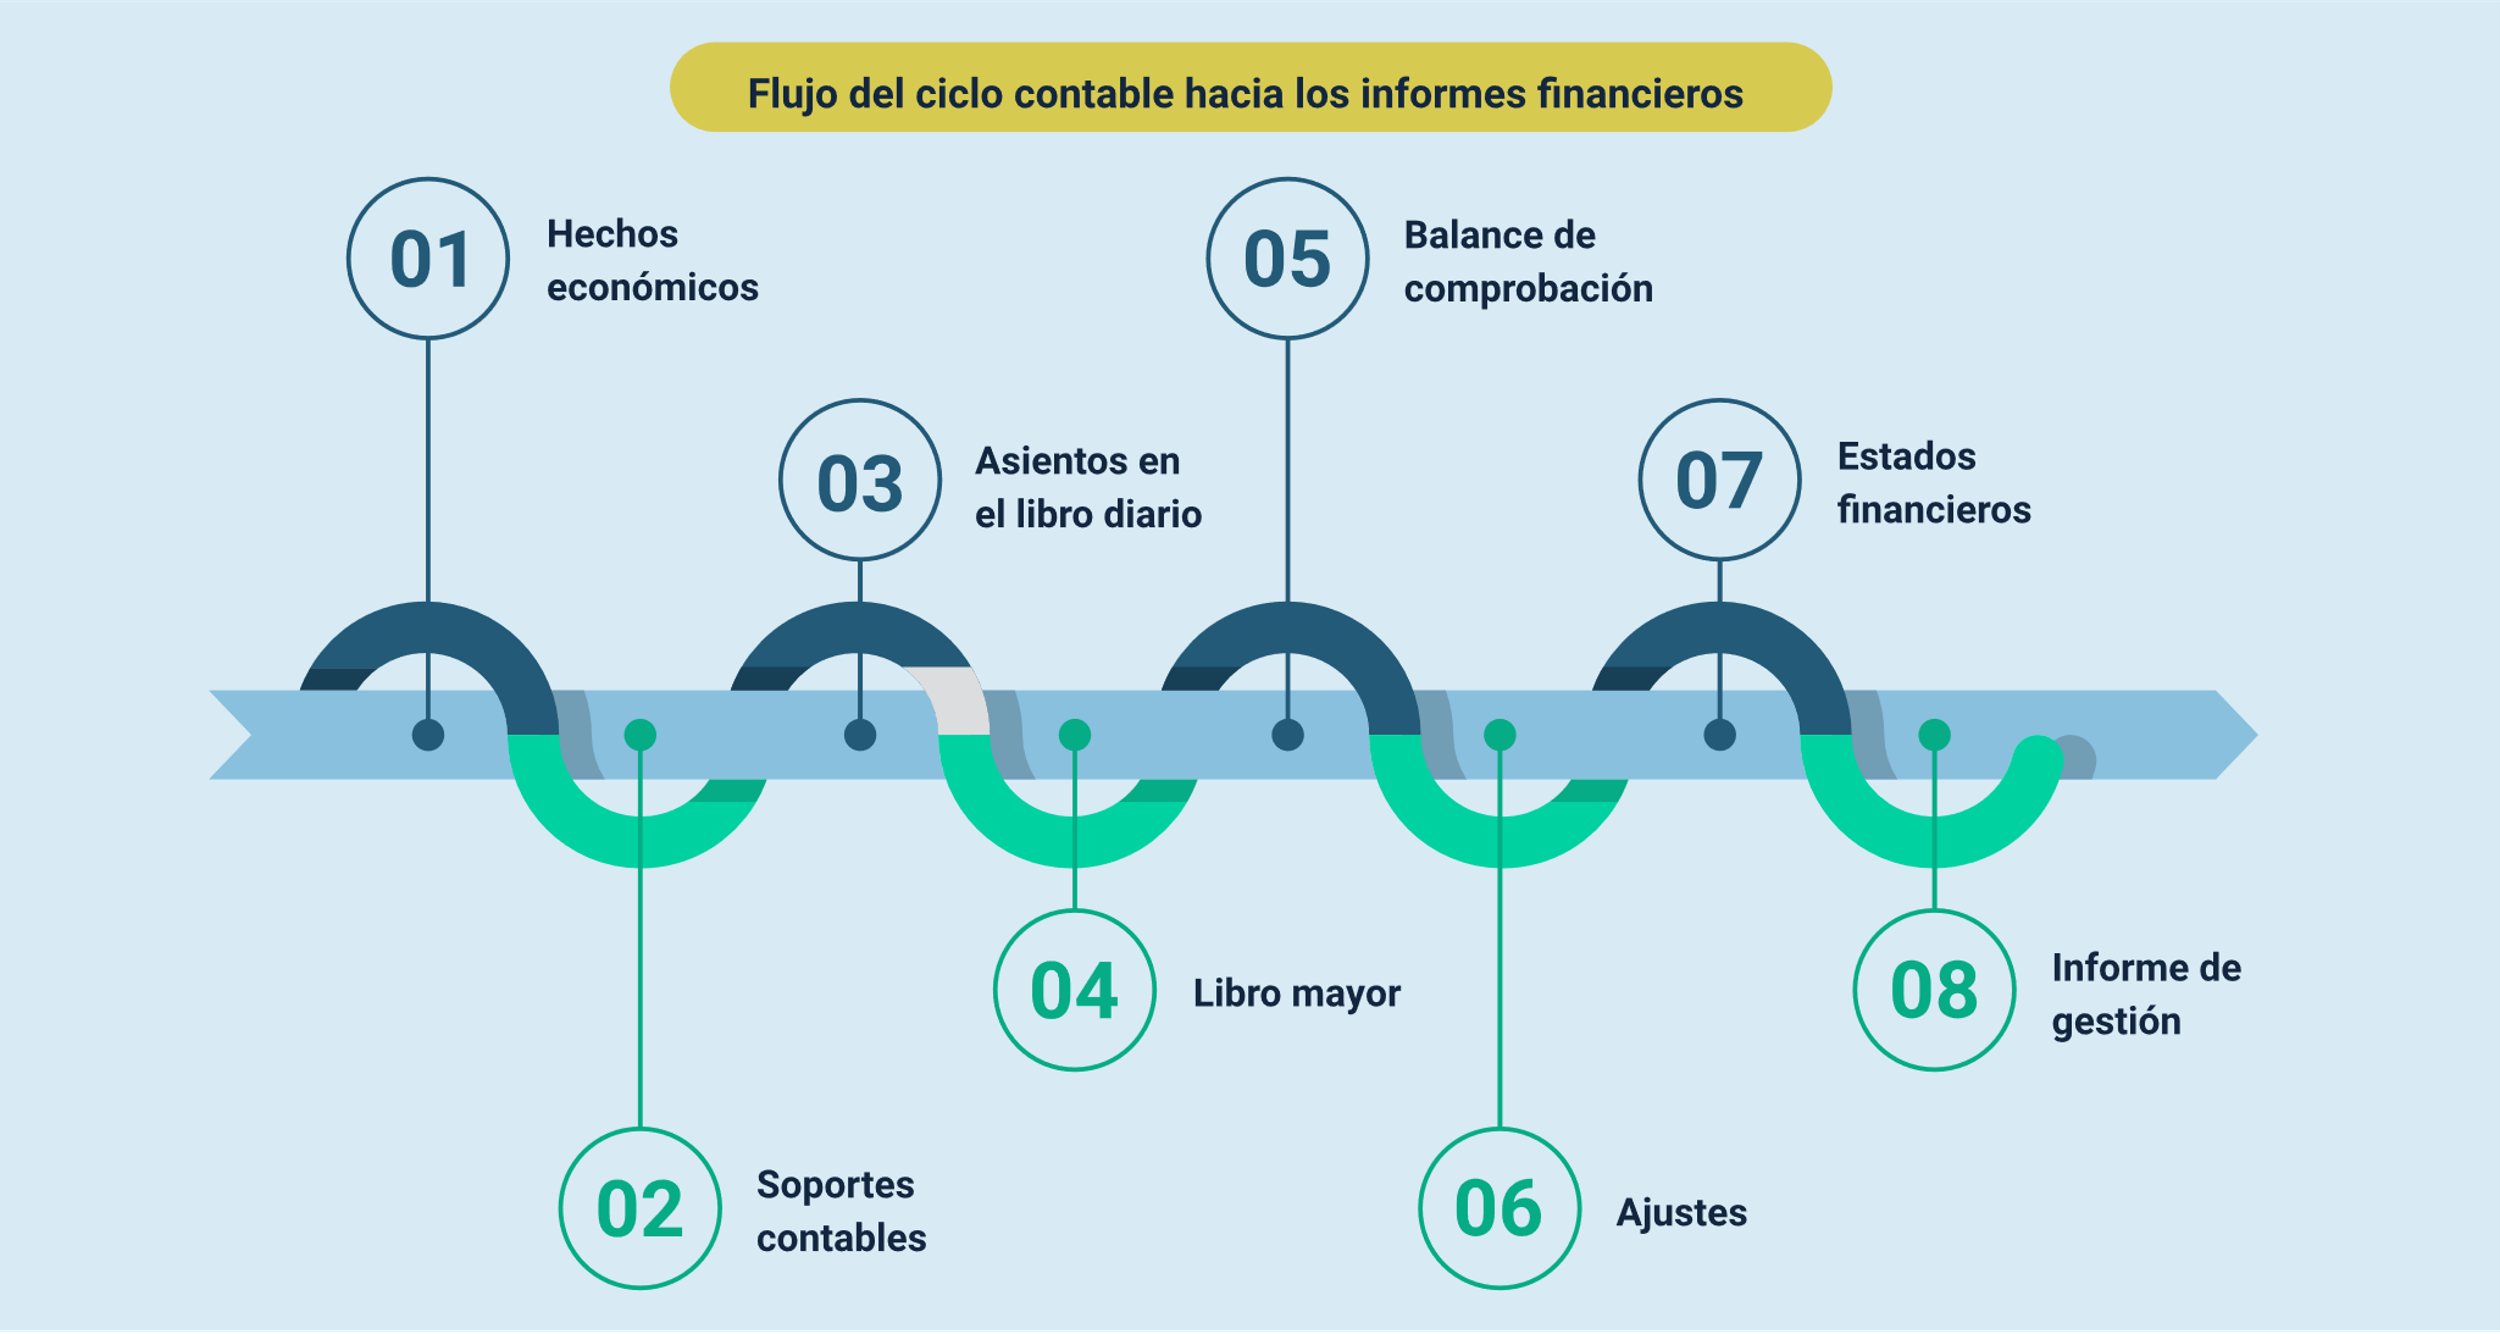 Flujo del ciclo contable hacia los informes financieros
01
Hechos
económicos
02
Soportes
contables
03
Asientos en
el libro diario
04
Libro mayor
05
Balance de
comprobación
06
Ajustes
07
Estados
financieros
08
Informe de
gestión